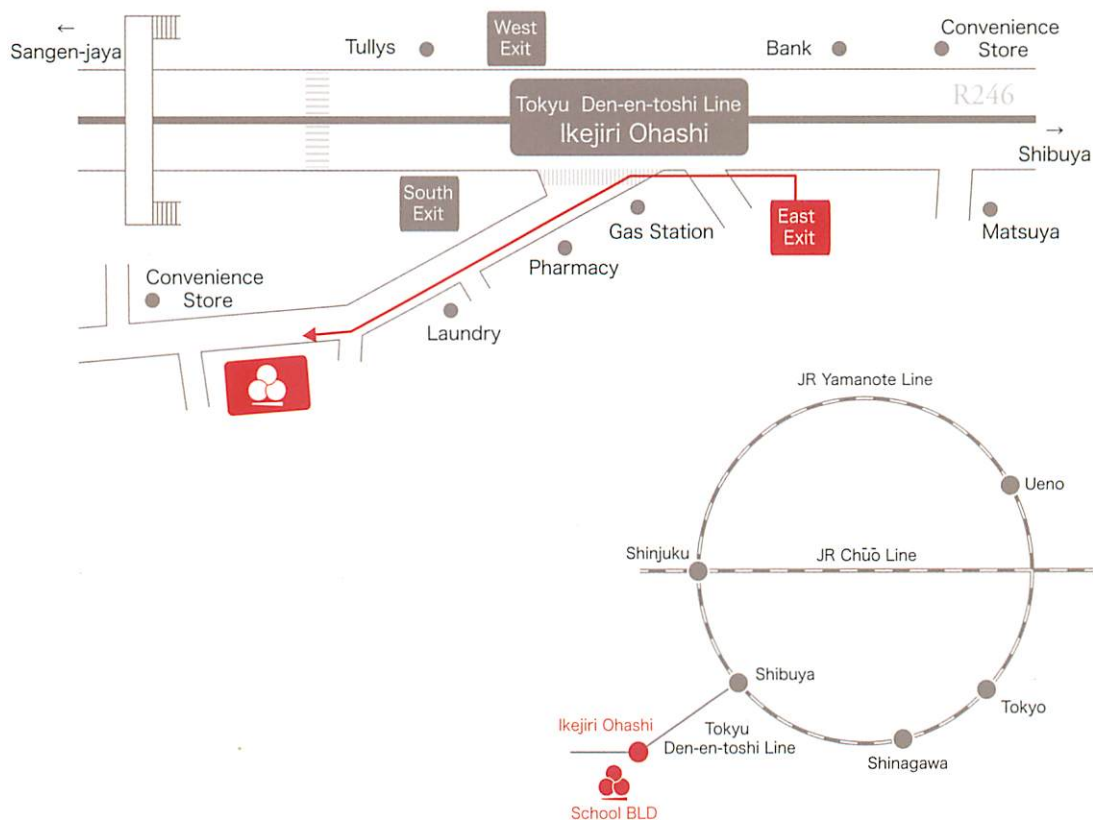 ←
Sangen-jaya
Tullys
West
Exit
Bank
Convenience
Store
R246
Tokyu Den-en-toshi Line
Ikejiri Ohashi
→
Shibuya
South
Exit
East
Exit
Gas Station
Matsuya
Pharmacy
Convenience
Store
Laundry
JR Yamanote Line
Ueno
Shinjuku
JR Chūō Line
Shibuya
Tokyo
Ikejiri Ohashi
Tokyu
Den-en-toshi Line
Shinagawa
School BLD